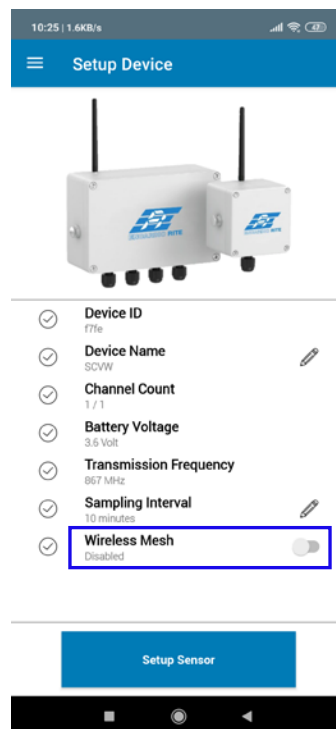 10:25 | 1.6KB/s
47
Setup Device
Device ID
f7fe
Device Name
SCVW
Channel Count
1 / 1
Battery Voltage
3.6 Volt
Transmission Frequency
867 MHz
Sampling Interval
10 minutes
Wireless Mesh
Disabled
Setup Sensor